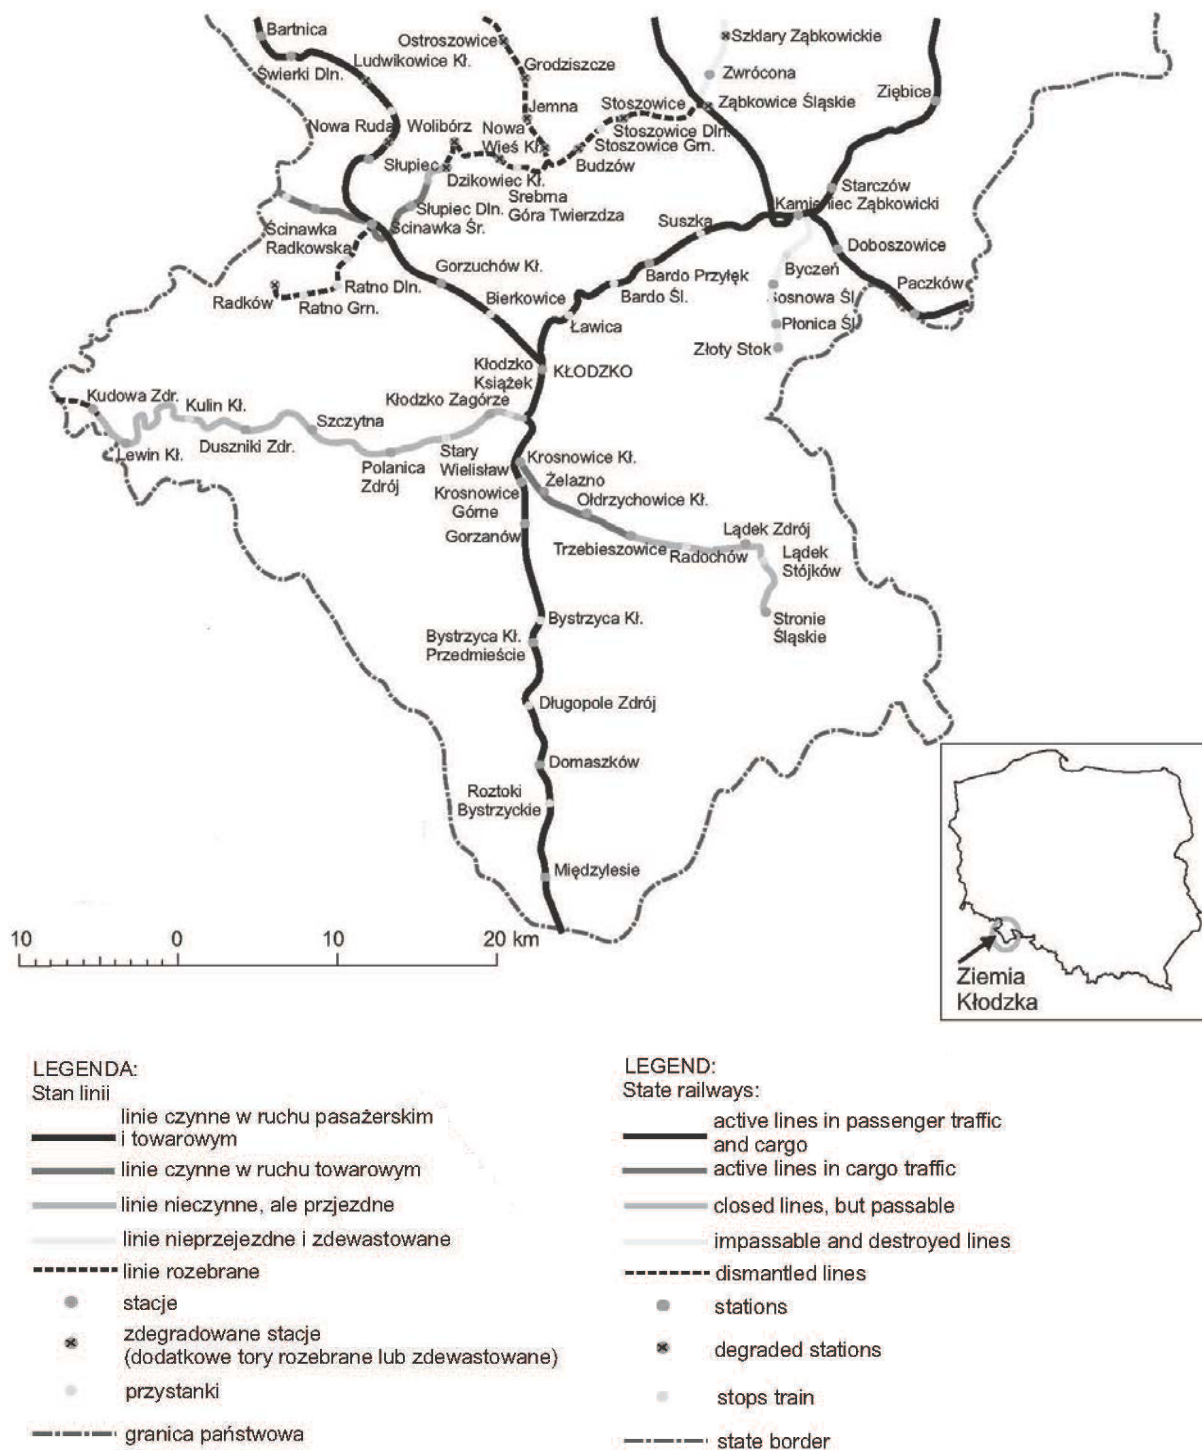 Bartnica
Świerki Dln.
Ludwikowice Kł.
Ostroszowice
Grodziszcze
Szklary Ząbkowickie
Zwrócona
Ząbkowice Śląskie
Ziębice
Jemna
Stoszowice
Stoszowice Dln.
Stoszowice Grn.
Nowa Ruda
Wolibórz
Nowa
Wieś Kł.
Budzów
Słupiec
Dzikowiec Kł.
Srebrna
Góra Twierdza
Słupiec Dln.
Ścinawka Śr.
Ścinawka
Radkowska
Starczów
Kamieniec Ząbkowicki
Suszka
Doboszowice
Gorzuchów Kł.
Bardo Przyłęk
Bardo Śl.
Byczeń
Paczków
Radków
Ratno Dln.
Ratno Grn.
Bierkowice
Ławica
Sosnowa Śl.
Płonica Śl.
Złoty Stok
Kłodzko
Książek
KŁODZKO
Kudowa Zdr.
Kulin Kł.
Kłodzko Zagórze
Szczytna
Lewin Kł.
Duszniki Zdr.
Polanica
Zdrój
Stary
Wielisław
Krosnowice Kł.
Żelazno
Krosnowice
Górne
Ołdrzychowice Kł.
Gorzanów
Trzebieszowice
Radochów
Lądek Zdrój
Lądek
Stójków
Stronie
Śląskie
Bystrzyca Kł.
Bystrzyca Kł.
Przedmieście
Długopole Zdrój
Domaszków
Roztoki
Bystrzyckie
Międzylesie
10 0 10 20 km
Ziemia
Kłodzka
LEGENDA:
Stan linii
linie czynne w ruchu pasażerskim
i towarowym
linie czynne w ruchu towarowym
linie nieczynne, ale przjezdne
linie nieprzejezdne i zdewastowane
linie rozebrane
stacje
zdegradowane stacje
(dodatkowe tory rozebrane lub zdewastowane)
przystanki
granica państwowa
LEGEND:
State railways:
active lines in passenger traffic
and cargo
active lines in cargo traffic
closed lines, but passable
impassable and destroyed lines
dismantled lines
stations
degraded stations
stops train
state border